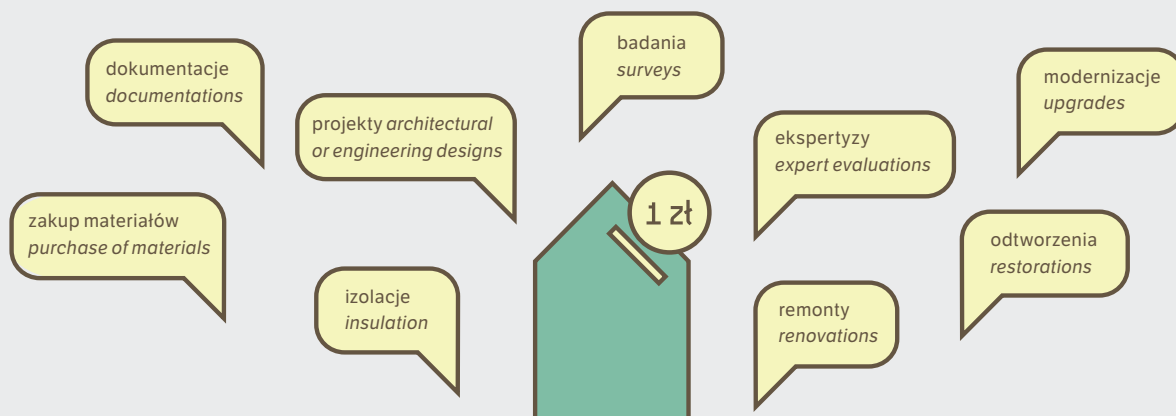 dokumentacje
documentations
projekty architectural
or engineering designs
badania
surveys
ekspertyzy
expert evaluations
modernizacje
upgrades
zakup materiałów
purchase of materials
izolacje
insulation
1 zł
remonty
renovations
odtworzenia
restorations